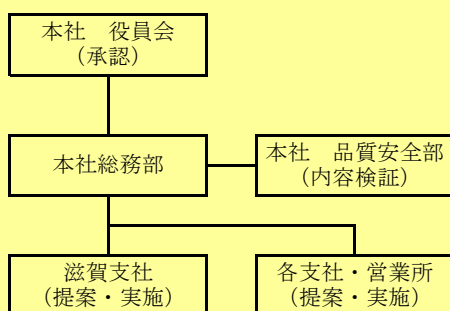 本社　役員会
（承認）
本社総務部
本社　品質安全部
（内容検証）
滋賀支社
（提案・実施）
各支社・営業所
（提案・実施）